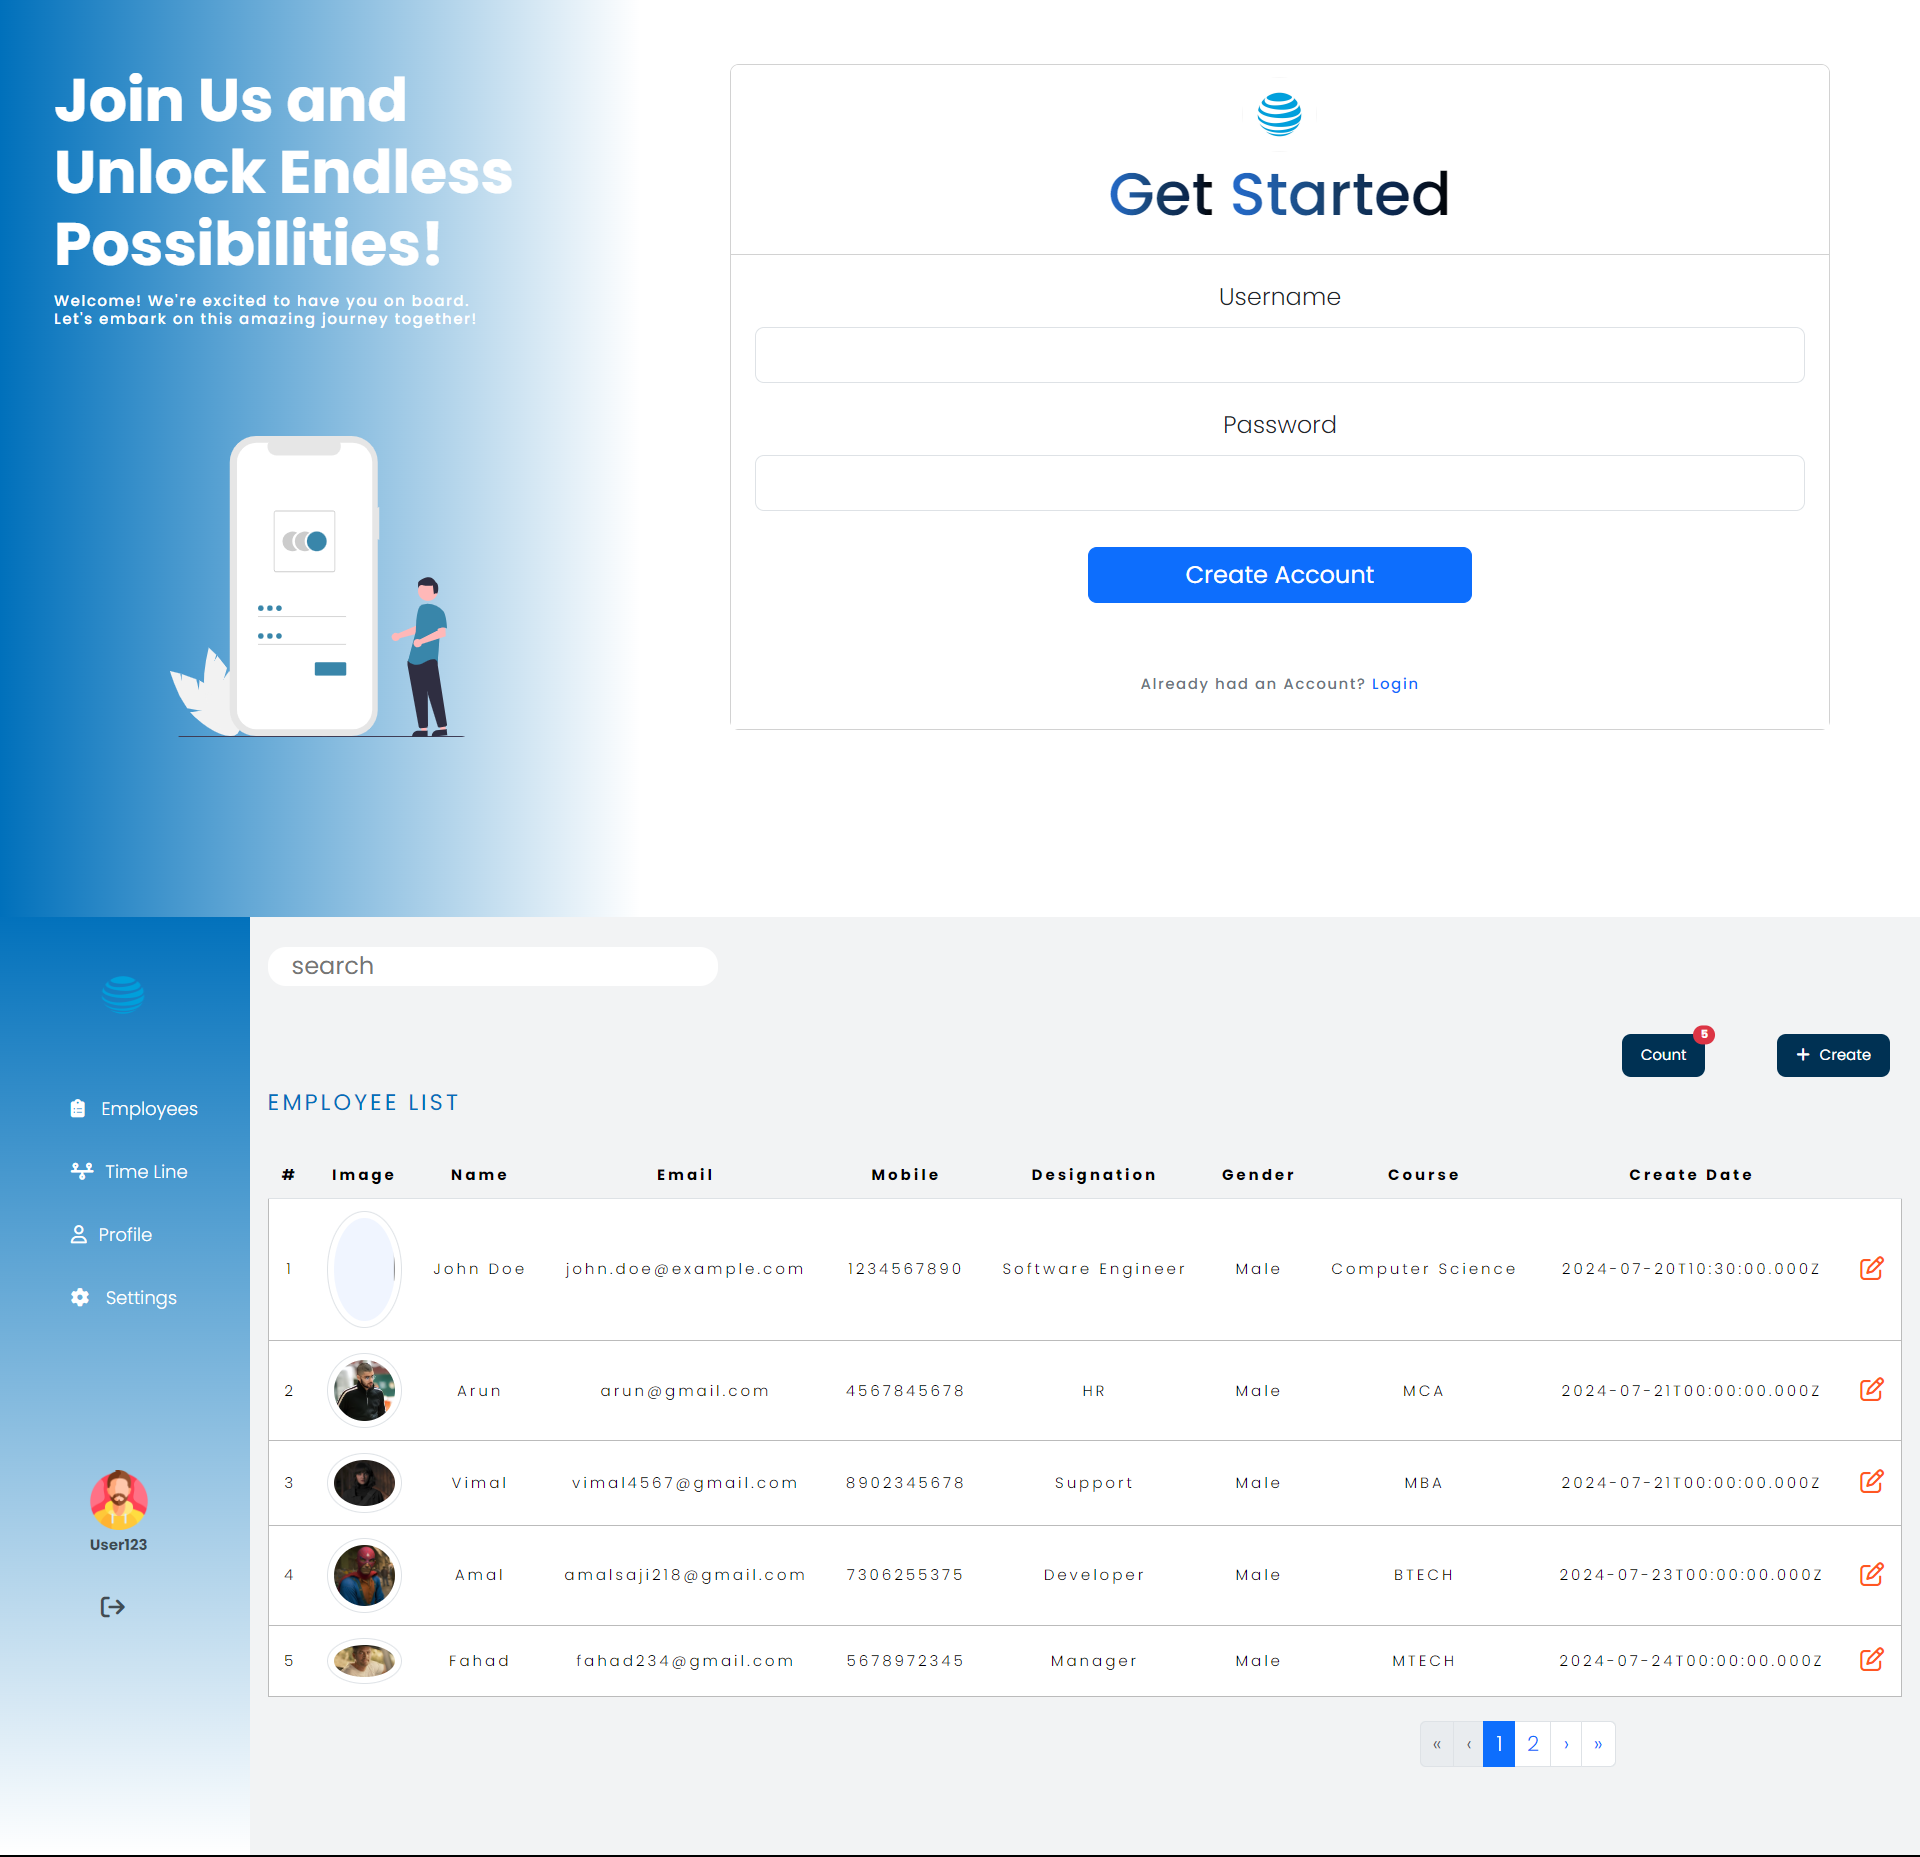 Join Us and
Unlock Endless
Possibilities!
Welcome! We're excited to have you on board.
Let's embark on this amazing journey together!
Get Started
Username
Password
Create Account
Already had an Account? Login
search
Employees
Time Line
Profile
Settings
User123
Count 5
+ Create
EMPLOYEE LIST
# Image Name Email Mobile Designation Gender Course Create Date
1 John Doe john.doe@example.com 1234567890 Software Engineer Male Computer Science 2024-07-20T10:30:00.000Z
2 Arun arun@gmail.com 4567845678 HR Male MCA 2024-07-21T00:00:00.000Z
3 Vimal vimal4567@gmail.com 8902345678 Support Male MBA 2024-07-21T00:00:00.000Z
4 Amal amalsaji218@gmail.com 7306255375 Developer Male BTECH 2024-07-23T00:00:00.000Z
5 Fahad fahad234@gmail.com 5678972345 Manager Male MTECH 2024-07-24T00:00:00.000Z
« ‹ 1 2 › »